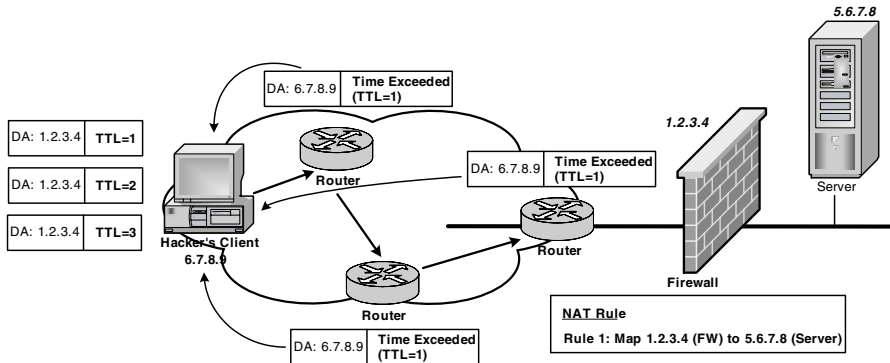 5.6.7.8
DA: 6.7.8.9 Time Exceeded
(TTL=1)
1.2.3.4
DA: 1.2.3.4 TTL=1
DA: 6.7.8.9 Time Exceeded
(TTL=1)
Router
DA: 1.2.3.4 TTL=2
Server
DA: 1.2.3.4 TTL=3
Hacker's Client
6.7.8.9
Router
Firewall
Router
NAT Rule
Rule 1: Map 1.2.3.4 (FW) to 5.6.7.8 (Server)
DA: 6.7.8.9 Time Exceeded
(TTL=1)